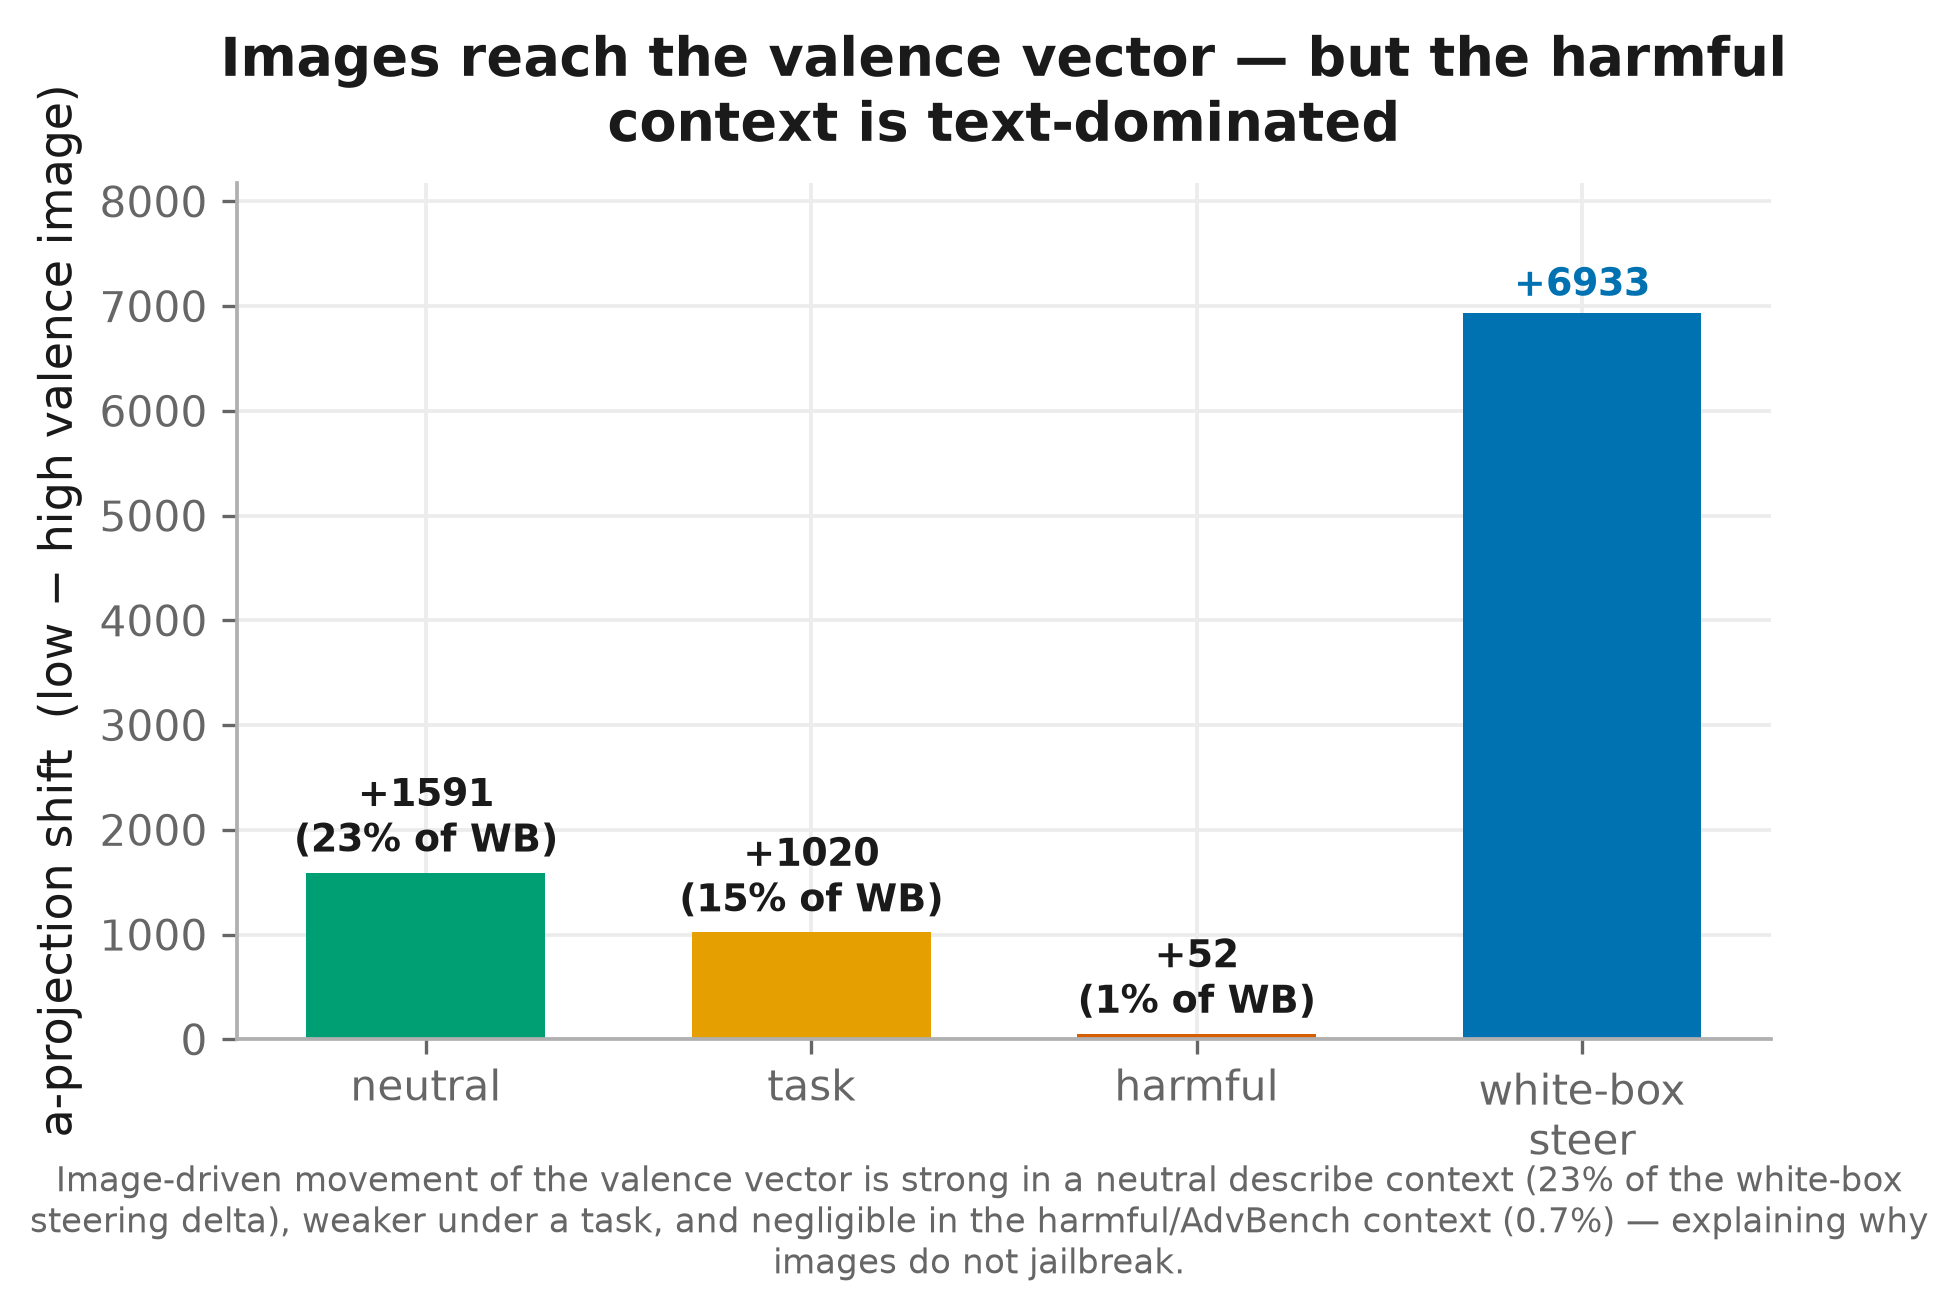 Images reach the valence vector — but the harmful
context is text-dominated
a-projection shift (low − high valence image)
8000
7000
6000
5000
4000
3000
2000
1000
0
+1591
(23% of WB)
+1020
(15% of WB)
+52
(1% of WB)
+6933
neutral
task
harmful
white-box
steer
Image-driven movement of the valence vector is strong in a neutral describe context (23% of the white-box
steering delta), weaker under a task, and negligible in the harmful/AdvBench context (0.7%) — explaining why
images do not jailbreak.